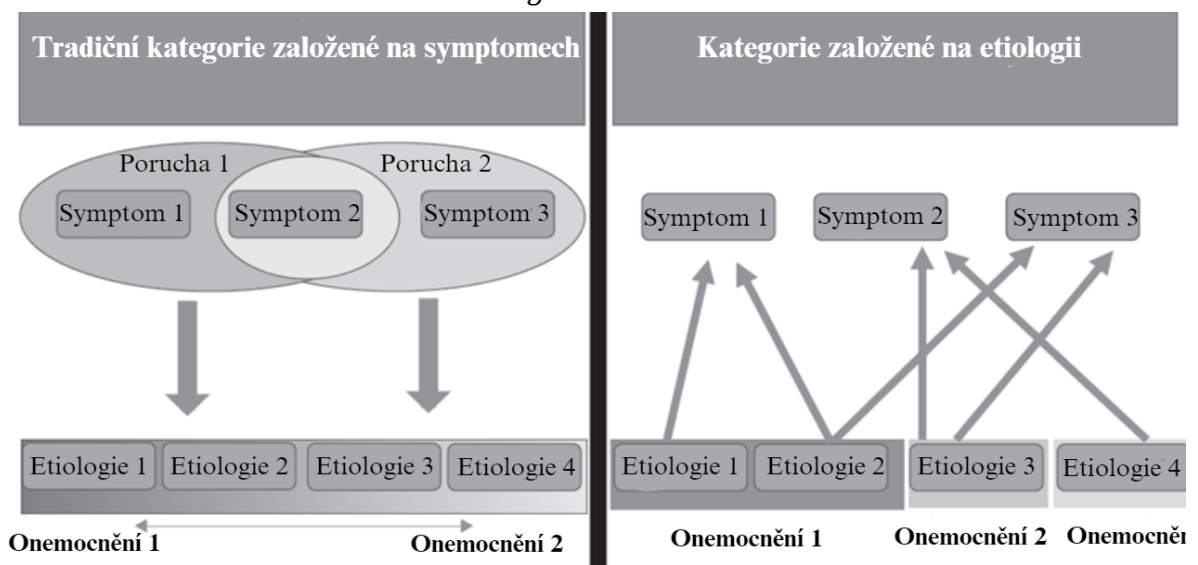 Tradiční kategorie založené na symptomech
Porucha 1
Porucha 2
Symptom 1
Symptom 2
Symptom 3
Etiologie 1
Etiologie 2
Etiologie 3
Etiologie 4
Onemocnění 1
Onemocnění 2
Kategorie založené na etiologii
Symptom 1
Symptom 2
Symptom 3
Etiologie 1
Etiologie 2
Etiologie 3
Etiologie 4
Onemocnění 1
Onemocnění 2